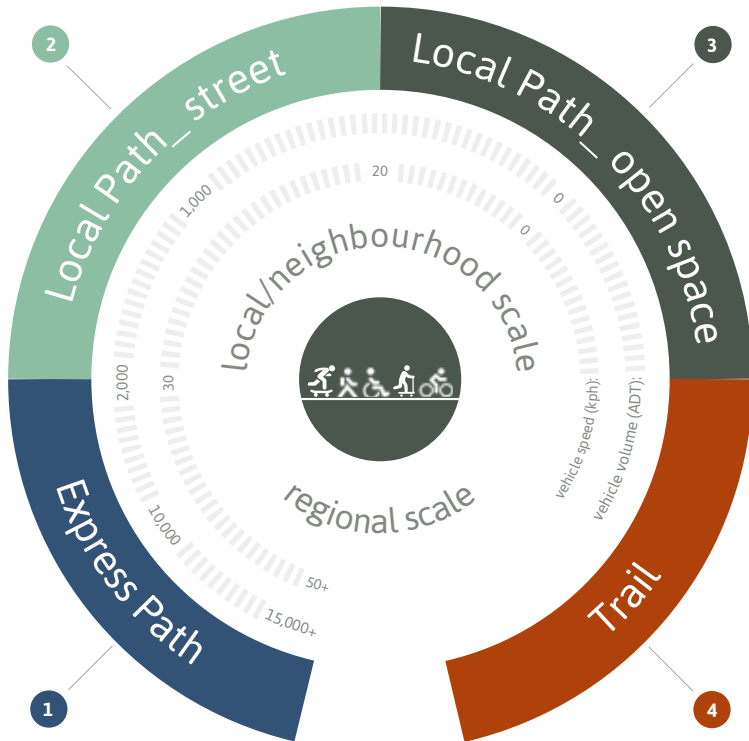 2
3
Local Path_ street
Local Path_ open space
1,000
20
0
0
local/neighbourhood scale
2,000
30
vehicle speed (kph):
vehicle volume (ADT):
regional scale
10,000
50+
15,000+
Express Path
Trail
1
4